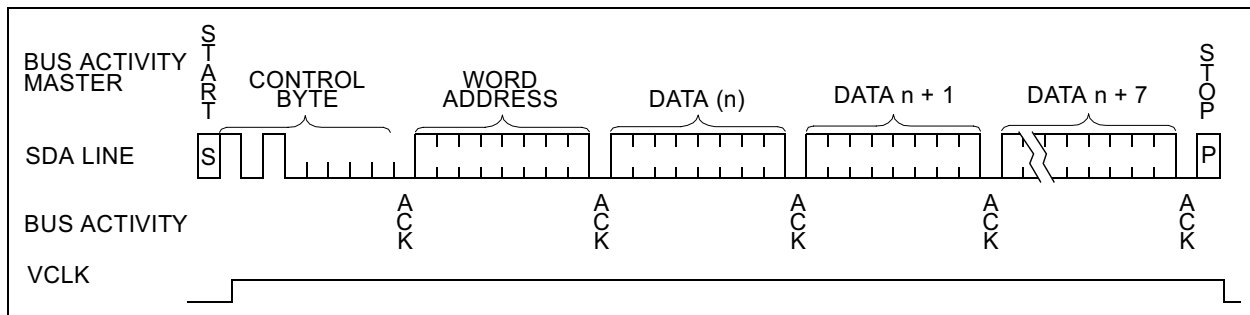 BUS ACTIVITY
MASTER
START
CONTROL
BYTE
WORD
ADDRESS
DATA (n)
DATA n + 1
DATA n + 7
STOP
SDA LINE
S
P
BUS ACTIVITY
ACK
ACK
ACK
ACK
ACK
VCLK